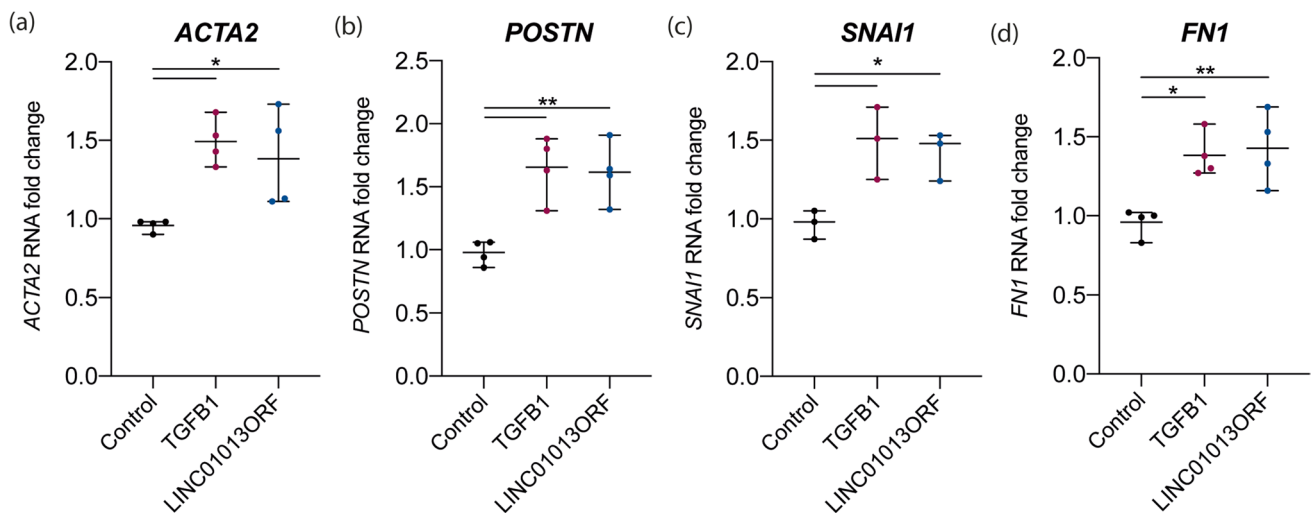 (a)
ACTA2
ACTA2 RNA fold change
2.0
1.5
1.0
0.5
0.0
*
Control
TGFB1
LINC01013ORF
(b)
POSTN
POSTN RNA fold change
2.5
2.0
1.5
1.0
0.5
0.0
**
Control
TGFB1
LINC01013ORF
(c)
SNAI1
SNAI1 RNA fold change
2.0
1.5
1.0
0.5
0.0
*
Control
TGFB1
LINC01013ORF
(d)
FN1
FN1 RNA fold change
2.0
1.5
1.0
0.5
0.0
**
*
Control
TGFB1
LINC01013ORF